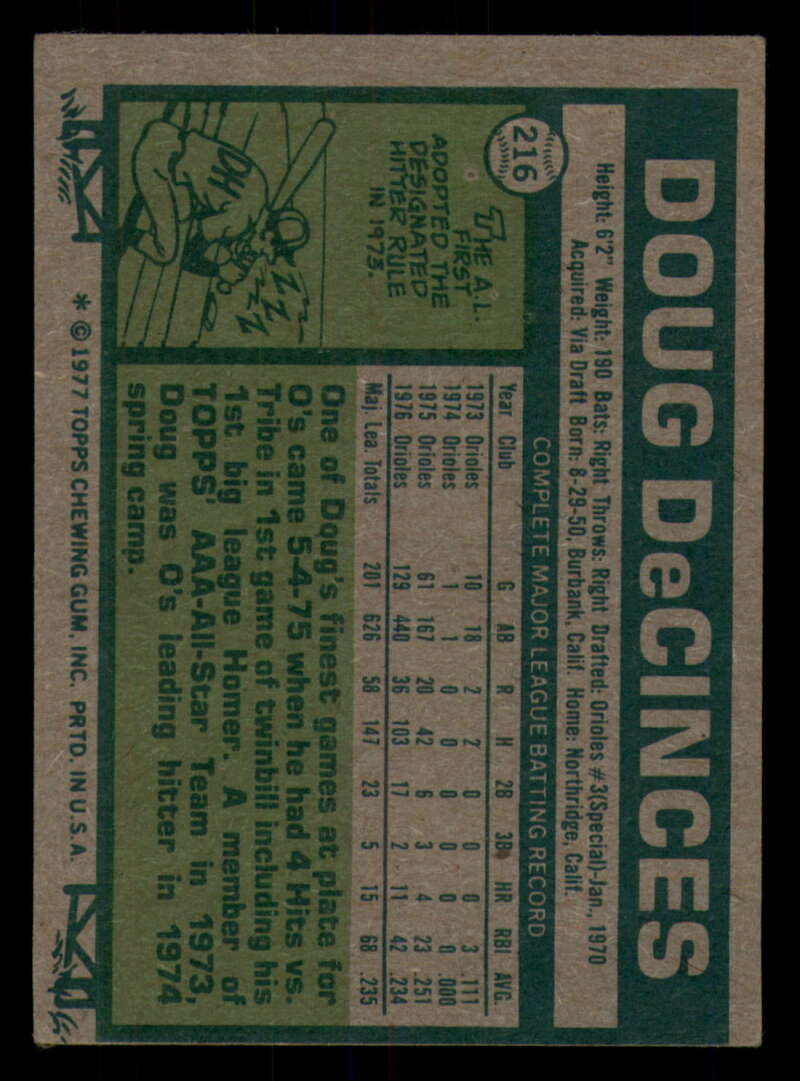 216
DOUG DeCINCES
Height: 6'2" Weight: 190 Bats: Right Throws: Right Drafted: Orioles #3(Special)-Jan., 1970
Acquired: Via Draft Born: 8-29-50, Burbank, Calif. Home: Northridge, Calif.
COMPLETE MAJOR LEAGUE BATTING RECORD
Year Club G AB R H 2B 3B HR RBI AVG.
1973 Orioles 10 18 2 2 0 0 0 3 .111
1974 Orioles 1 1 0 0 0 0 0 0 .000
1975 Orioles 61 167 20 42 6 3 4 23 .251
1976 Orioles 129 440 36 103 17 2 11 42 .234
Maj. Lea. Totals 201 626 58 147 23 5 15 68 .235
THE A.L.
FIRST
ADOPTED THE
DESIGNATED
HITTER RULE
IN 1973.
DH
ZZZZ
One of Doug's finest games at plate for
O's came 5-4-75 when he had 4 Hits vs.
Tribe in 1st game of twinbill including his
1st big league Homer. A member of
TOPPS' AAA-All-Star Team in 1973,
Doug was O's leading hitter in 1974
spring camp.
* © 1977 TOPPS CHEWING GUM, INC. PRTD. IN U.S.A.